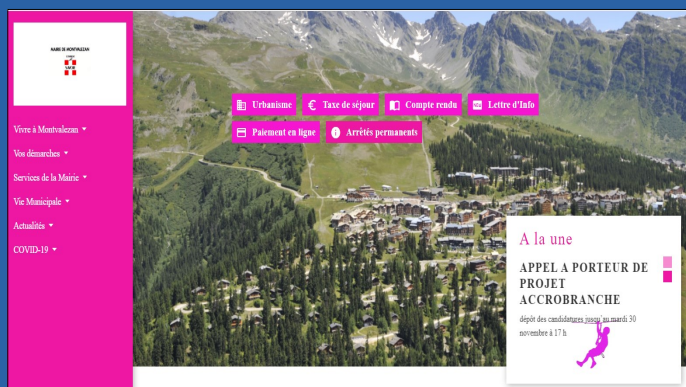 MAIRIE DE MONTVALEZAN
SAVOIE
Vivre à Montvalezan
Vos démarches
Services de la Mairie
Vie Municipale
Actualités
COVID-19
Urbanisme
Taxe de séjour
Compte rendu
Lettre d'Info
Paiement en ligne
Arrêtés permanents
A la une
APPEL A PORTEUR DE
PROJET
ACCROBRANCHE
dépôt des candidatures jusqu'au mardi 30
novembre à 17 h